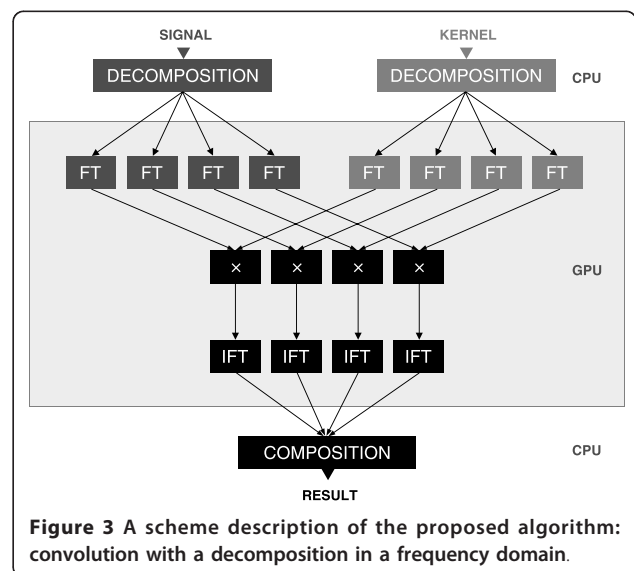 SIGNAL KERNEL
DECOMPOSITION DECOMPOSITION CPU
FT FT FT FT FT FT FT FT
× × × × GPU
IFT IFT IFT IFT
COMPOSITION CPU
RESULT
Figure 3 A scheme description of the proposed algorithm:
convolution with a decomposition in a frequency domain.